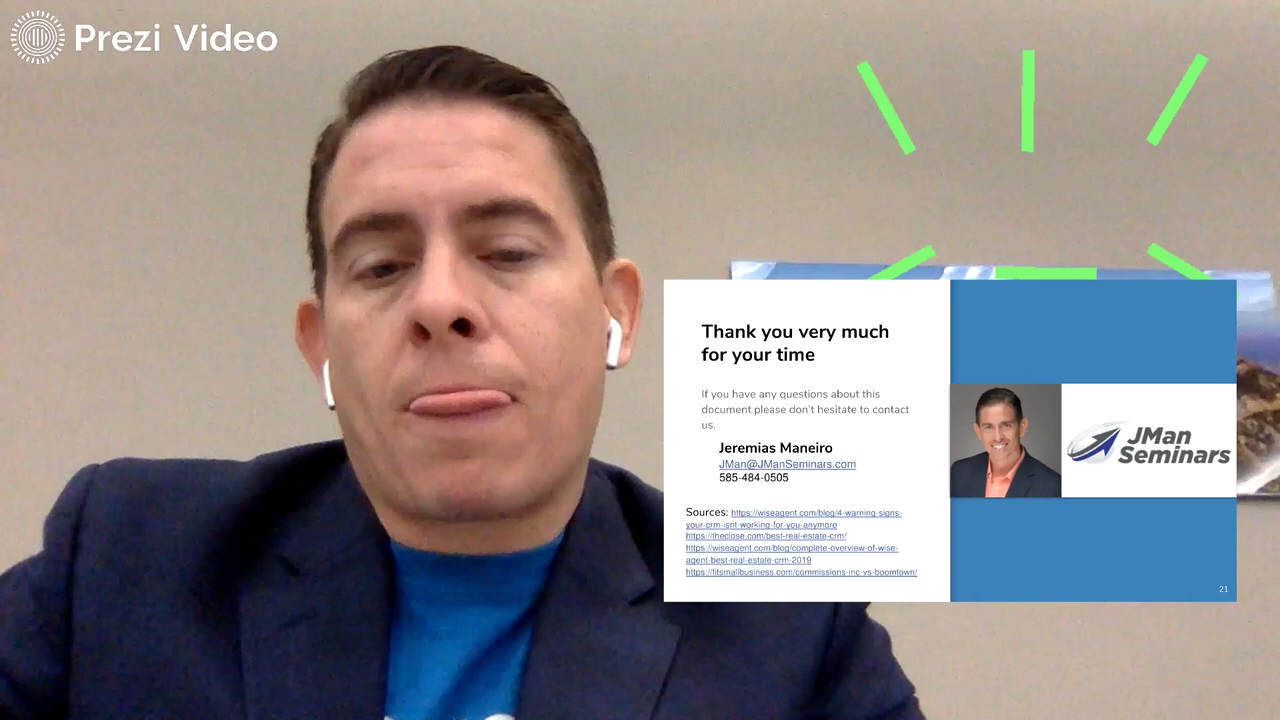 Prezi Video
Thank you very much
for your time
If you have any questions about this
document please don't hesitate to contact
us.
Jeremias Maneiro
JMan@JManSeminars.com
585-484-0505
Sources: https://wiseagent.com/blog/4-warning-signs-
your-crm-isnt-working-for-you-anymore
https://theclose.com/best-real-estate-crm/
https://wiseagent.com/blog/complete-overview-of-wise-
agent-best-real-estate-crm-2019
https://fitsmallbusiness.com/commissions-inc-vs-boomtown/
JMan
Seminars
21